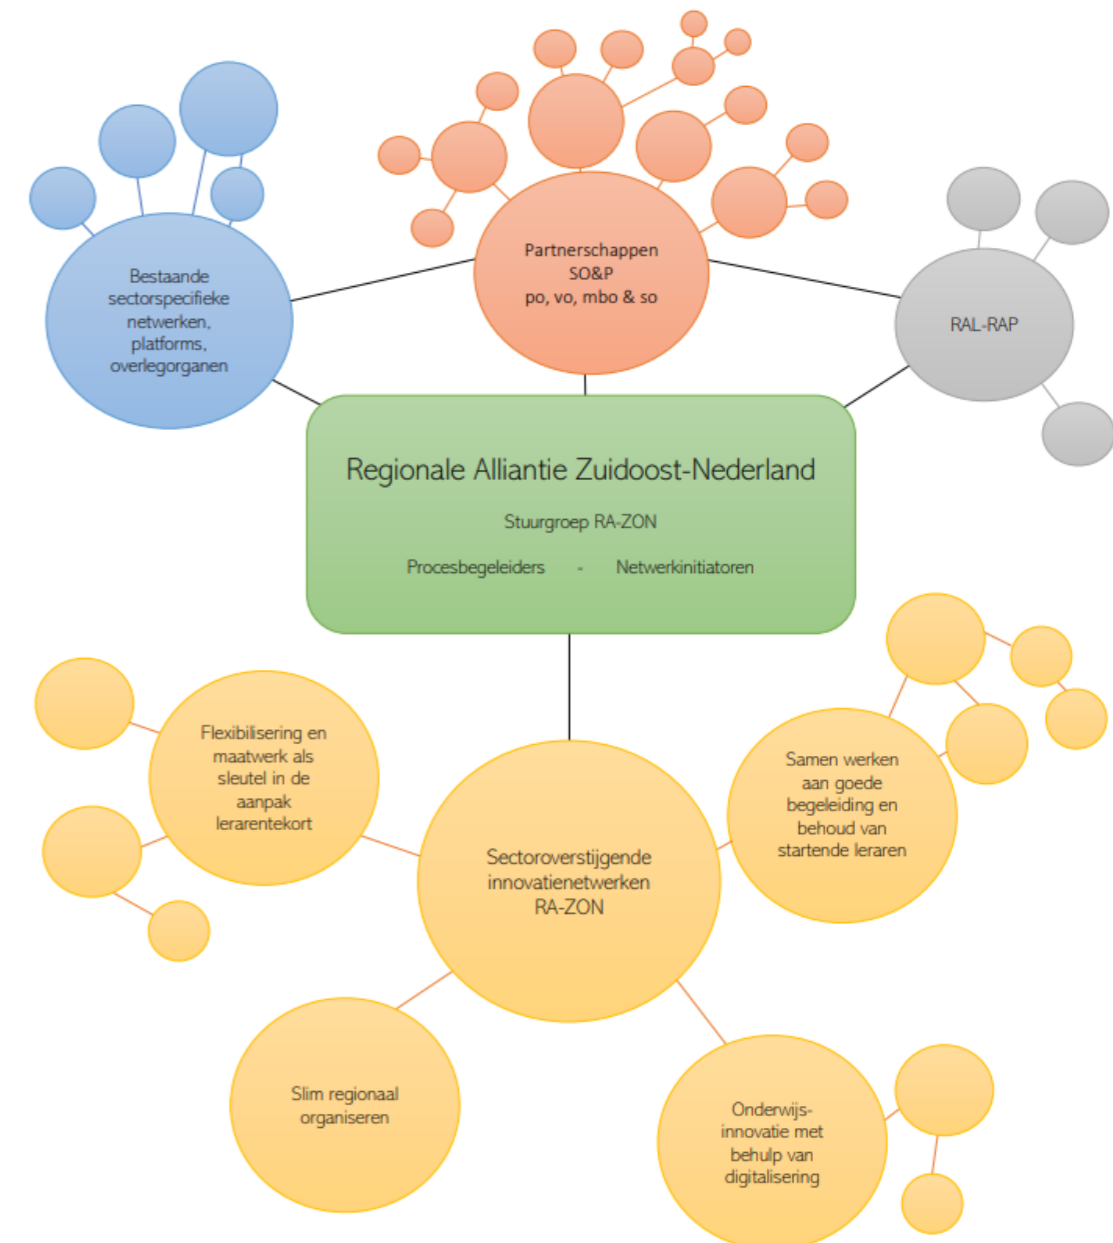 Bestaande
sectorspecifieke
netwerken,
platforms,
overlegorganen
Partnerschappen
SO&P
po, vo, mbo & so
RAL-RAP
Regionale Alliantie Zuidoost-Nederland
Stuurgroep RA-ZON
Procesbegeleiders - Netwerkinitiatoren
Flexibilisering en
maatwerk als
sleutel in de
aanpak
lerarentekort
Samen werken
aan goede
begeleiding en
behoud van
startende leraren
Sectoroverstijgende
innovatienetwerken
RA-ZON
Slim regionaal
organiseren
Onderwijs-
innovatie met
behulp van
digitalisering